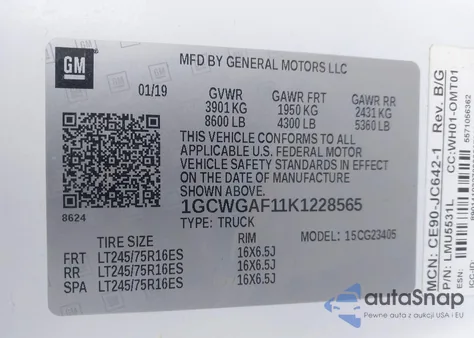 GM
MFD BY GENERAL MOTORS LLC
01/19
GVWR GAWR FRT GAWR RR
3901 KG 1950 KG 2431 KG
8600 LB 4300 LB 5360 LB
THIS VEHICLE CONFORMS TO ALL
APPLICABLE U.S. FEDERAL MOTOR
VEHICLE SAFETY STANDARDS IN EFFECT
ON THE DATE OF MANUFACTURE
SHOWN ABOVE.
1GCWGAF11K1228565
8624
TYPE: TRUCK MODEL: 15CG23405
TIRE SIZE RIM
FRT LT245/75R16ES 16X6.5J
RR LT245/75R16ES 16X6.5J
SPA LT245/75R16ES 16X6.5J
MCN: CE90-JC642-1 Rev. B/G
P/N: LMU5531L CC:WH01-OMT01
ESN: 5571056362
ICC-ID:
autoSnap
Pewne auta z aukcji USA i EU